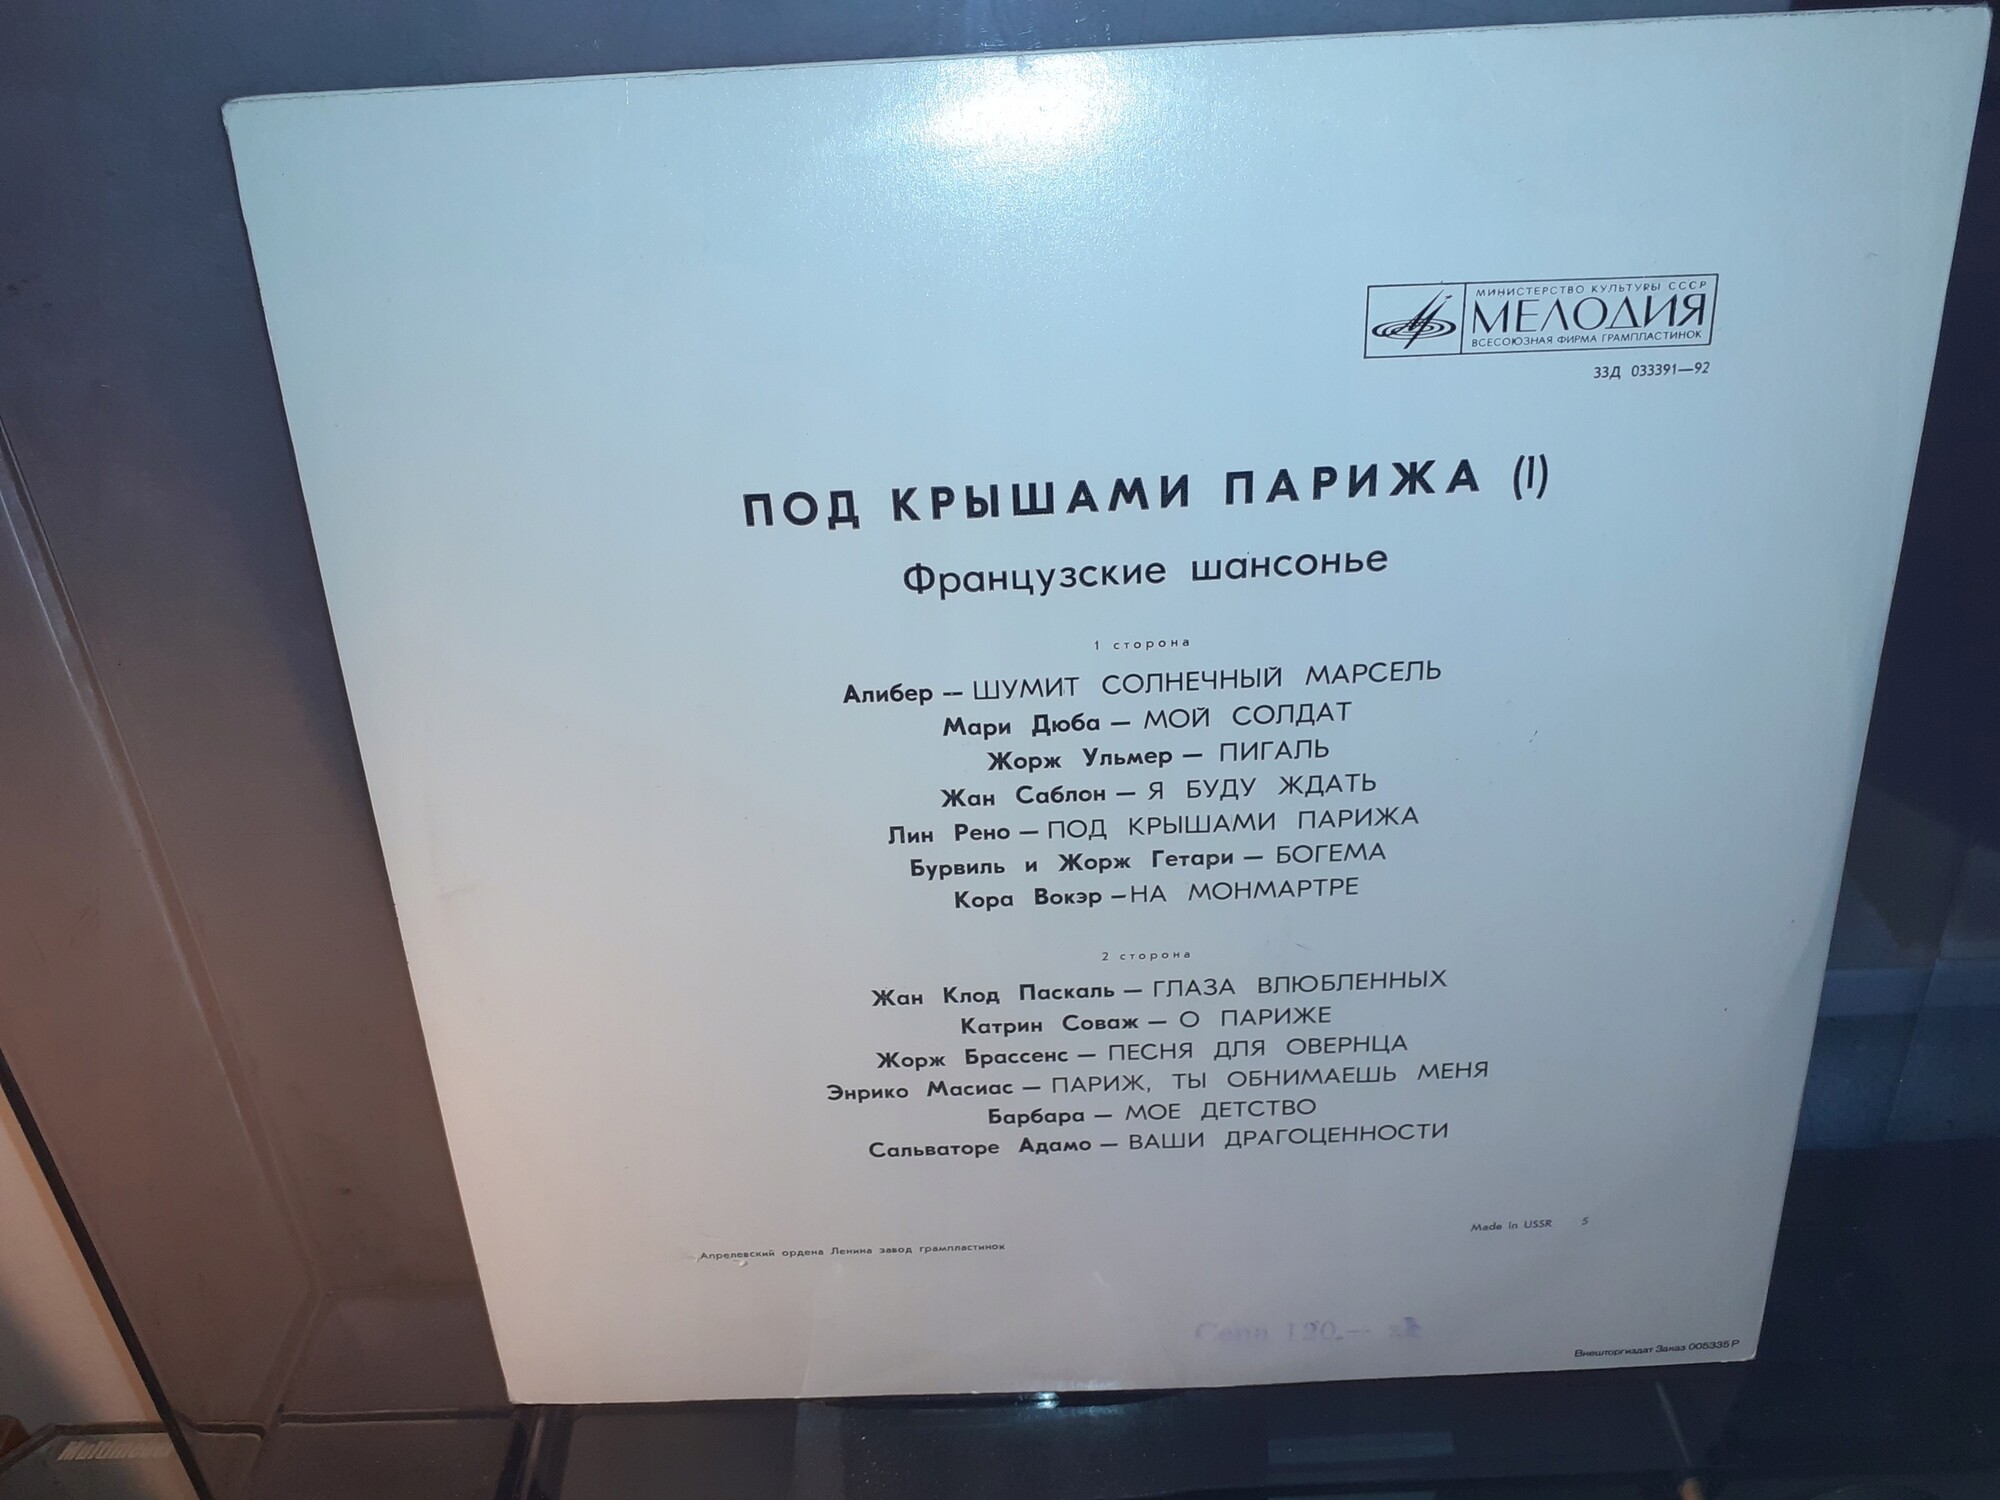 МИНИСТЕРСТВО КУЛЬТУРЫ СССР
МЕЛОДИЯ
ВСЕСОЮЗНАЯ ФИРМА ГРАМПЛАСТИНОК
33Д 033391—92
ПОД КРЫШАМИ ПАРИЖА (I)
Французские шансонье
1 сторона
Алибер -- ШУМИТ СОЛНЕЧНЫЙ МАРСЕЛЬ
Мари Дюба — МОЙ СОЛДАТ
Жорж Ульмер — ПИГАЛЬ
Жан Саблон — Я БУДУ ЖДАТЬ
Лин Рено — ПОД КРЫШАМИ ПАРИЖА
Бурвиль и Жорж Гетари — БОГЕМА
Кора Вокэр — НА МОНМАРТРЕ
2 сторона
Жан Клод Паскаль — ГЛАЗА ВЛЮБЛЕННЫХ
Катрин Соваж — О ПАРИЖЕ
Жорж Брассенс — ПЕСНЯ ДЛЯ ОВЕРНЦА
Энрико Масиас — ПАРИЖ, ТЫ ОБНИМАЕШЬ МЕНЯ
Барбара — МОЕ ДЕТСТВО
Сальваторе Адамо — ВАШИ ДРАГОЦЕННОСТИ
Made in USSR 5
Апрелевский ордена Ленина завод грампластинок
Cena 120.—
Внешторгиздат Заказ 005335 Р
Multimedia